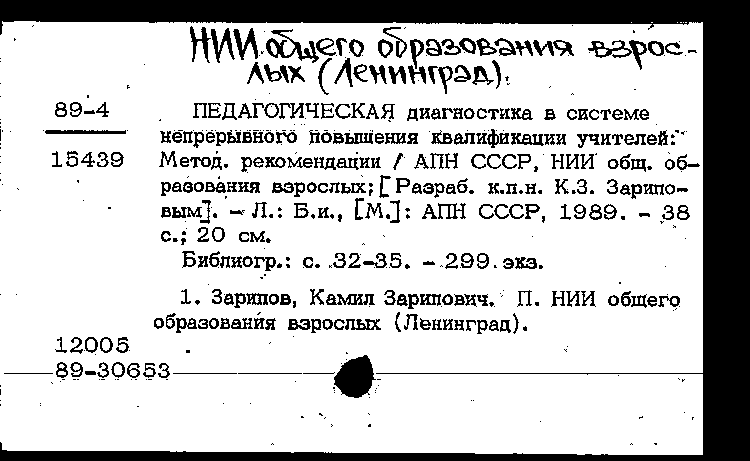 НИИ общего образования взрос-
лых (Ленинград).
89-4
ПЕДАГОГИЧЕСКАЯ диагностика в системе
непрерывного повышения квалификации учителей:
15439
Метод. рекомендации / АПН СССР, НИИ общ. об-
разования взрослых; [Разраб. к.п.н. К.З. Зарипо-
вым]. - Л.: Б.и., [М.]: АПН СССР, 1989. - 38
с.; 20 см.
Библиогр.: с. 32-35. - 299 экз.
1. Зарипов, Камил Зарипович. П. НИИ общего
образования взрослых (Ленинград).
12005
89-30653